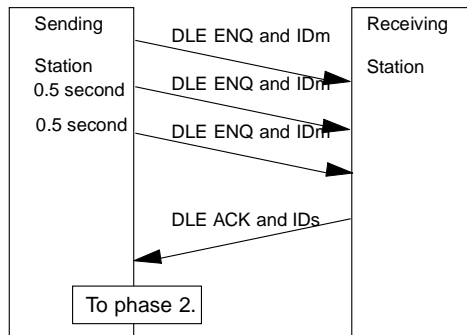 Sending
Receiving
DLE ENQ and IDm
Station
Station
DLE ENQ and IDm
0.5 second
0.5 second
DLE ENQ and IDm
DLE ACK and IDs
To phase 2.